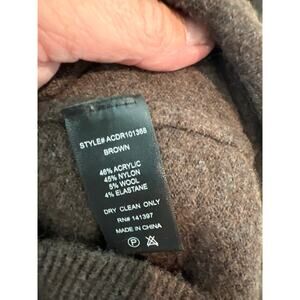 STYLE# ACDR101368
BROWN
46% ACRYLIC
45% NYLON
5% WOOL
4% ELASTANE
DRY CLEAN ONLY
RN# 141397
MADE IN CHINA
P